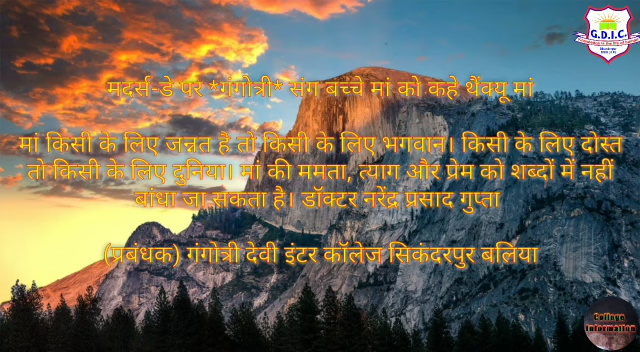 G.D.I.C.
मदर्स-डे पर *गंगोत्री* संग बच्चे मां को कहे थैंक्यू मां
मां किसी के लिए जन्नत है तो किसी के लिए भगवान। किसी के लिए दोस्त
तो किसी के लिए दुनिया। मां की ममता, त्याग और प्रेम को शब्दों में नहीं
बांधा जा सकता है। डॉक्टर नरेंद्र प्रसाद गुप्ता
(प्रबंधक) गंगोत्री देवी इंटर कॉलेज सिकंदरपुर बलिया
College
Information